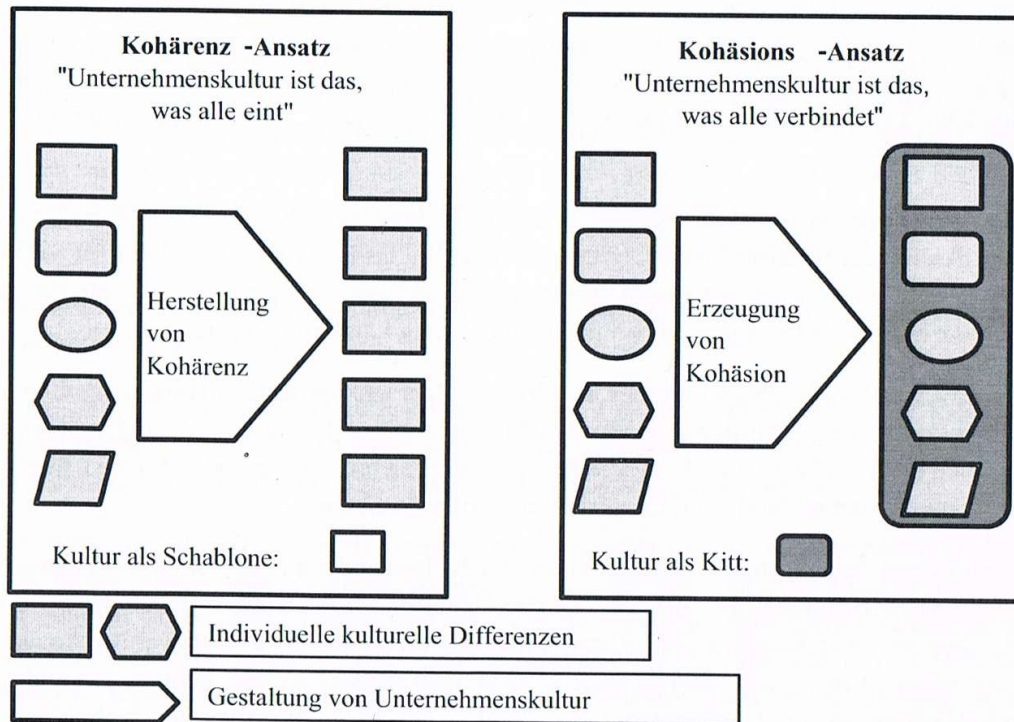 Kohärenz -Ansatz
"Unternehmenskultur ist das,
was alle eint"
Herstellung
von
Kohärenz
Kultur als Schablone:
Kohäsions -Ansatz
"Unternehmenskultur ist das,
was alle verbindet"
Erzeugung
von
Kohäsion
Kultur als Kitt:
Individuelle kulturelle Differenzen
Gestaltung von Unternehmenskultur